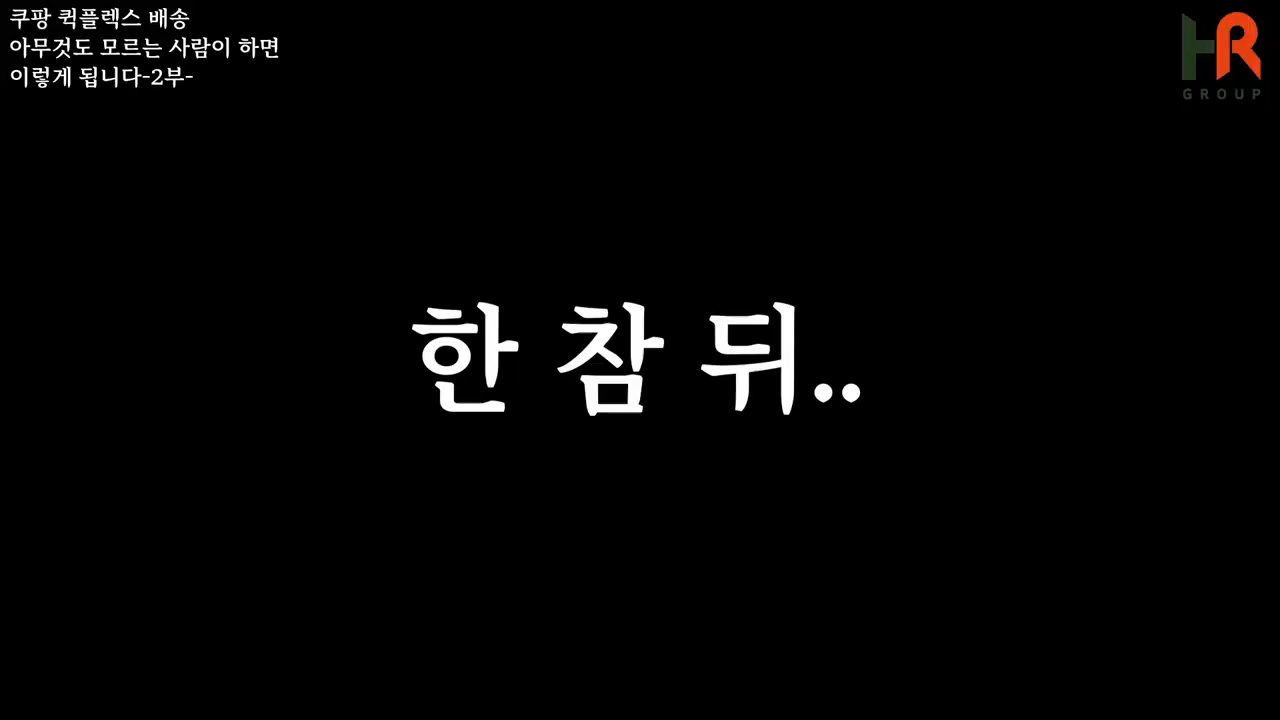 쿠팡 퀵플렉스 배송
아무것도 모르는 사람이 하면
이렇게 됩니다-2부-
HR
GROUP
한 참 뒤..